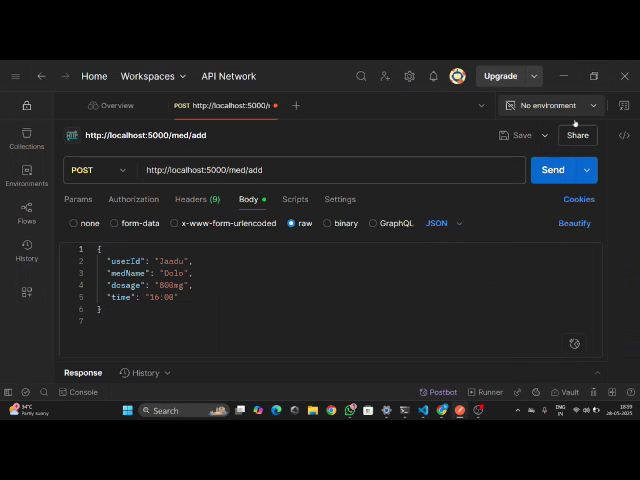 Home Workspaces API Network Upgrade
Overview POST http://localhost:5000/r No environment
http://localhost:5000/med/add Save Share
POST http://localhost:5000/med/add Send
Collections
Environments
Flows
History
Params Authorization Headers (9) Body Scripts Settings Cookies
none form-data x-www-form-urlencoded raw binary GraphQL JSON Beautify
1 {
2 "userId": "Jaadu",
3 "medName": "Dolo",
4 "dosage": "800mg",
5 "time": "16:00"
6 }
7
Response History
Console Postbot Runner Vault
34°C
Partly sunny
Search
ENG
IN
18:59
28-05-2025